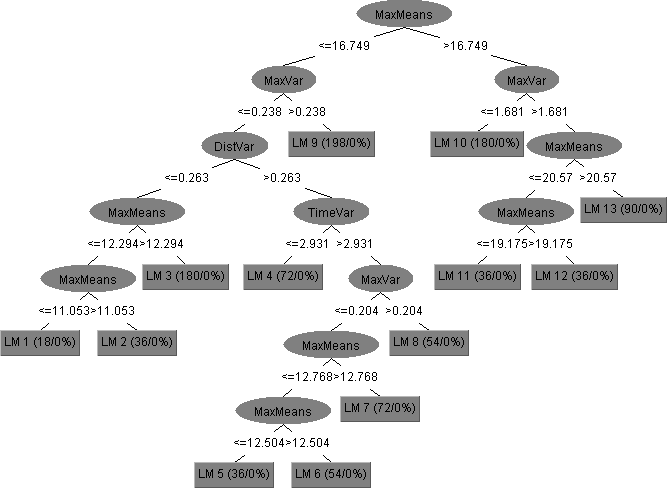 MaxMeans
<=16.749 >16.749
MaxVar MaxVar
<=0.238 >0.238 <=1.681 >1.681
DistVar LM 9 (198/0%) LM 10 (180/0%) MaxMeans
<=0.263 >0.263 <=20.57 >20.57
MaxMeans TimeVar MaxMeans LM 13 (90/0%)
<=12.294 >12.294 <=2.931 >2.931 <=19.175 >19.175
MaxMeans LM 3 (180/0%) LM 4 (72/0%) MaxVar LM 11 (36/0%) LM 12 (36/0%)
<=11.053 >11.053 <=0.204 >0.204
LM 1 (18/0%) LM 2 (36/0%) MaxMeans LM 8 (54/0%)
<=12.768 >12.768
MaxMeans LM 7 (72/0%)
<=12.504 >12.504
LM 5 (36/0%) LM 6 (54/0%)